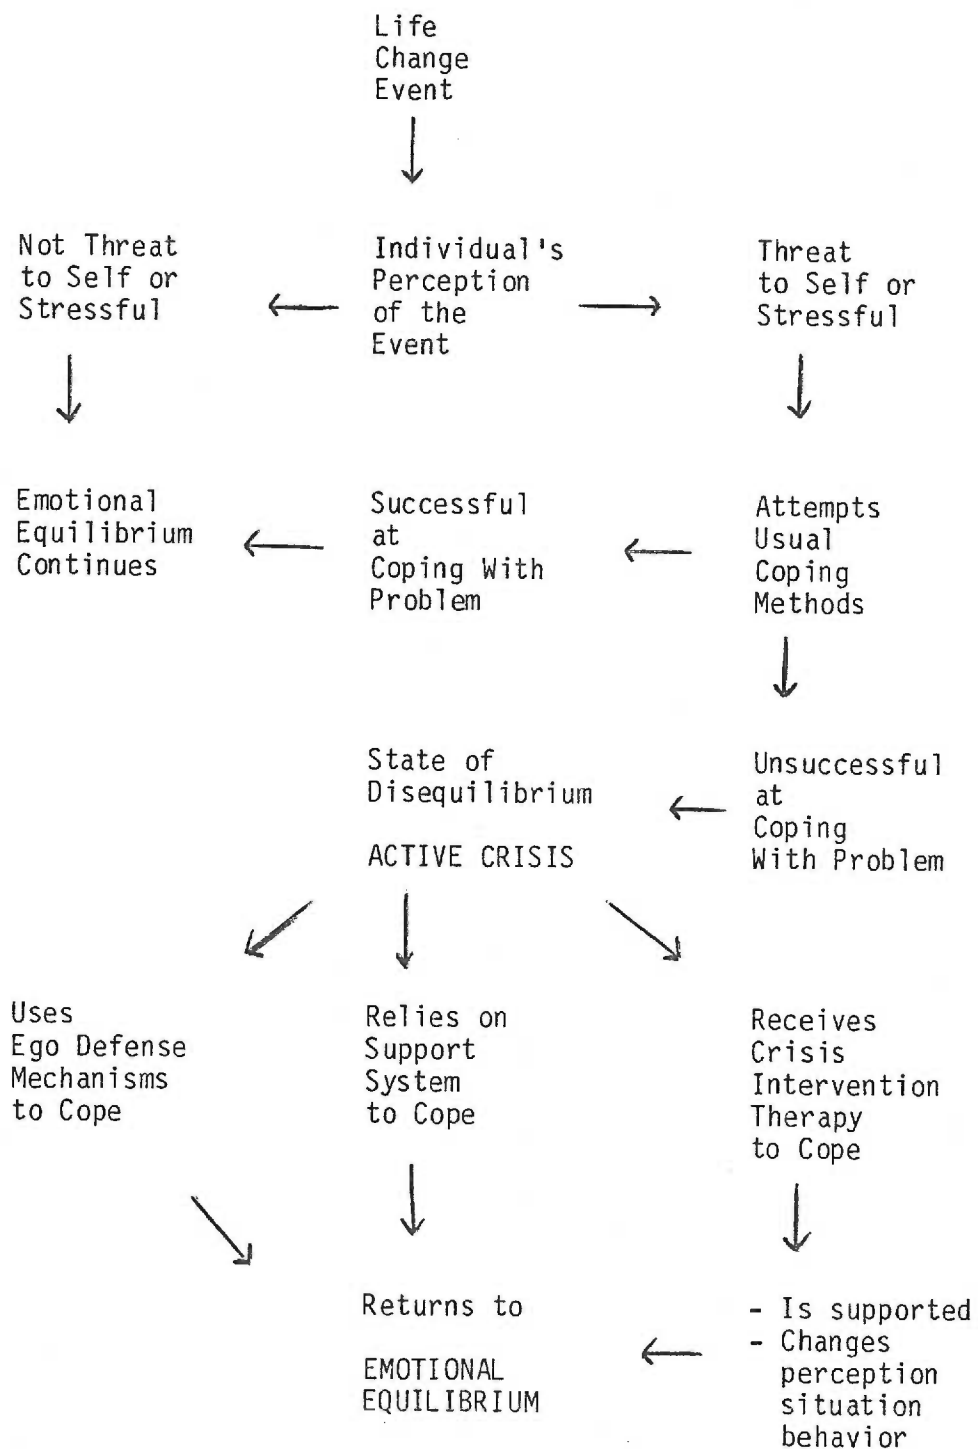 Life
Change
Event
Not Threat
to Self or
Stressful
Individual's
Perception
of the
Event
Threat
to Self or
Stressful
Emotional
Equilibrium
Continues
Successful
at
Coping With
Problem
Attempts
Usual
Coping
Methods
State of
Disequilibrium
ACTIVE CRISIS
Unsuccessful
at
Coping
With Problem
Uses
Ego Defense
Mechanisms
to Cope
Relies on
Support
System
to Cope
Receives
Crisis
Intervention
Therapy
to Cope
Returns to
EMOTIONAL
EQUILIBRIUM
- Is supported
- Changes
perception
situation
behavior